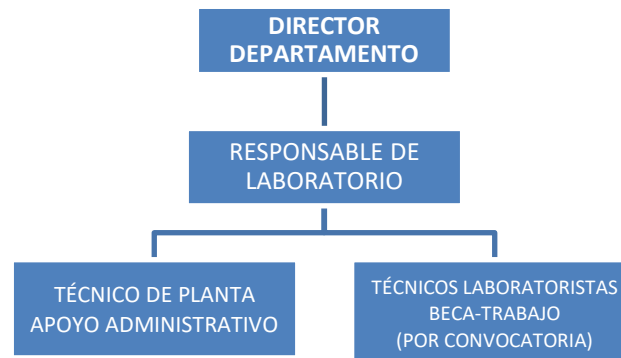 DIRECTOR
DEPARTAMENTO
RESPONSABLE DE
LABORATORIO
TÉCNICO DE PLANTA
APOYO ADMINISTRATIVO
TÉCNICOS LABORATORISTAS
BECA-TRABAJO
(POR CONVOCATORIA)